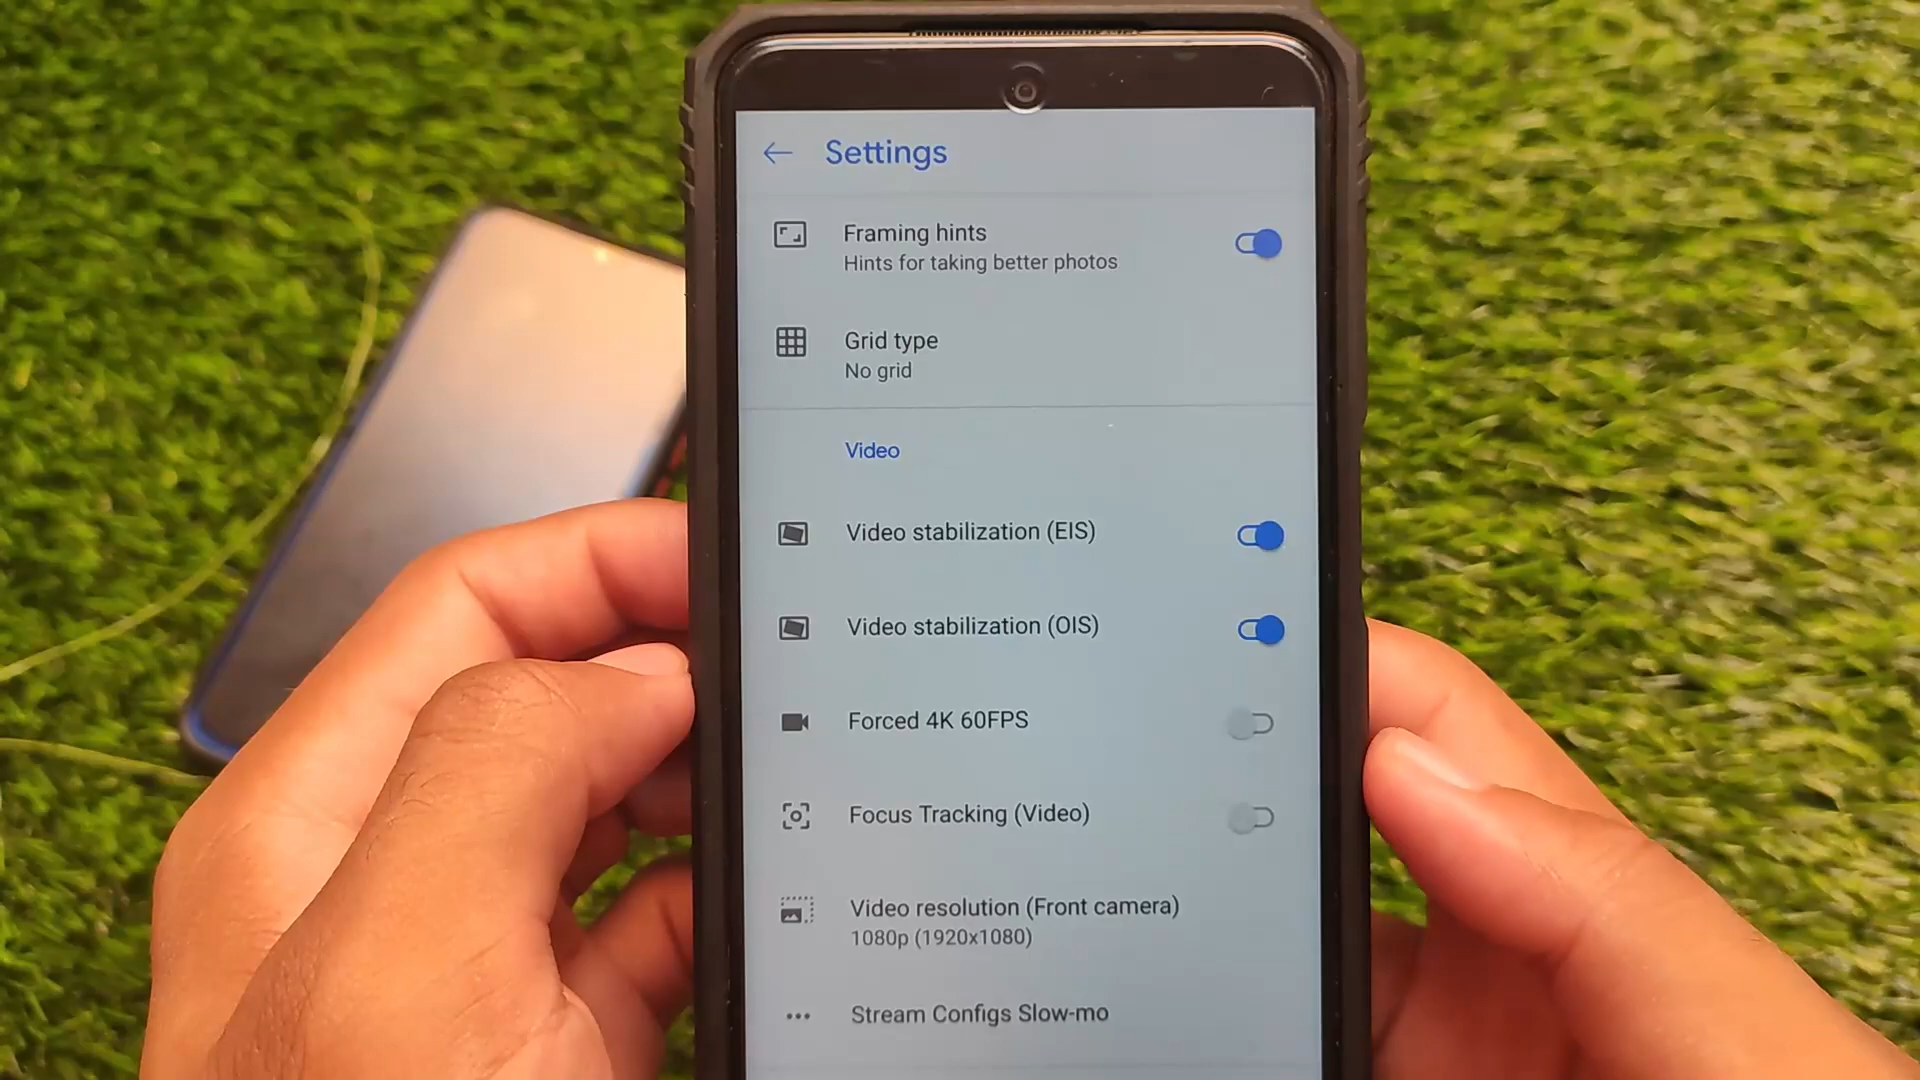 Settings
Framing hints
Hints for taking better photos
Grid type
No grid
Video
Video stabilization (EIS)
Video stabilization (OIS)
Forced 4K 60FPS
Focus Tracking (Video)
Video resolution (Front camera)
1080p (1920x1080)
Stream Configs Slow-mo